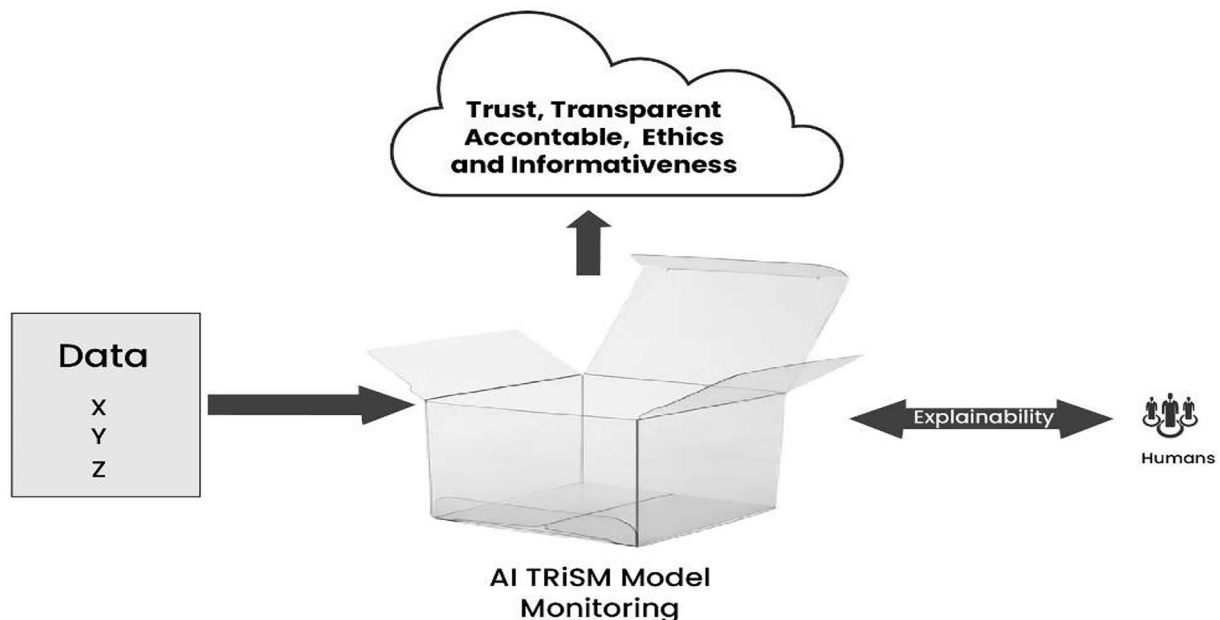 Trust, Transparent
Accontable, Ethics
and Informativeness
Data
X
Y
Z
Explainability
Humans
AI TRiSM Model
Monitoring